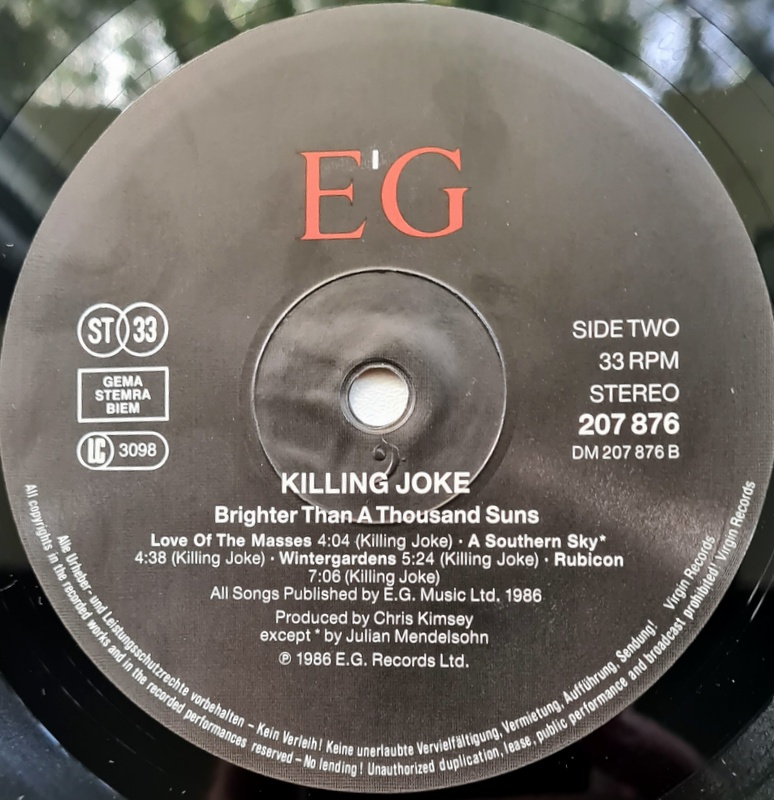 E'G
ST 33
GEMA
STEMRA
BIEM
LC 3098
SIDE TWO
33 RPM
STEREO
207 876
DM 207 876 B
KILLING JOKE
Brighter Than A Thousand Suns
Love Of The Masses 4:04 (Killing Joke) · A Southern Sky*
4:38 (Killing Joke) · Wintergardens 5:24 (Killing Joke) · Rubicon
7:06 (Killing Joke)
All Songs Published by E.G. Music Ltd. 1986
Produced by Chris Kimsey
except * by Julian Mendelsohn
℗ 1986 E.G. Records Ltd.
Alle Urheber- und Leistungsschutzrechte vorbehalten – Kein Verleih! Keine unerlaubte Vervielfältigung, Vermietung, Aufführung, Sendung! Virgin Records
All copyrights in the recorded works and in the recorded performances reserved – No lending! Unauthorized duplication, lease, public performance and broadcast prohibited! Virgin Records